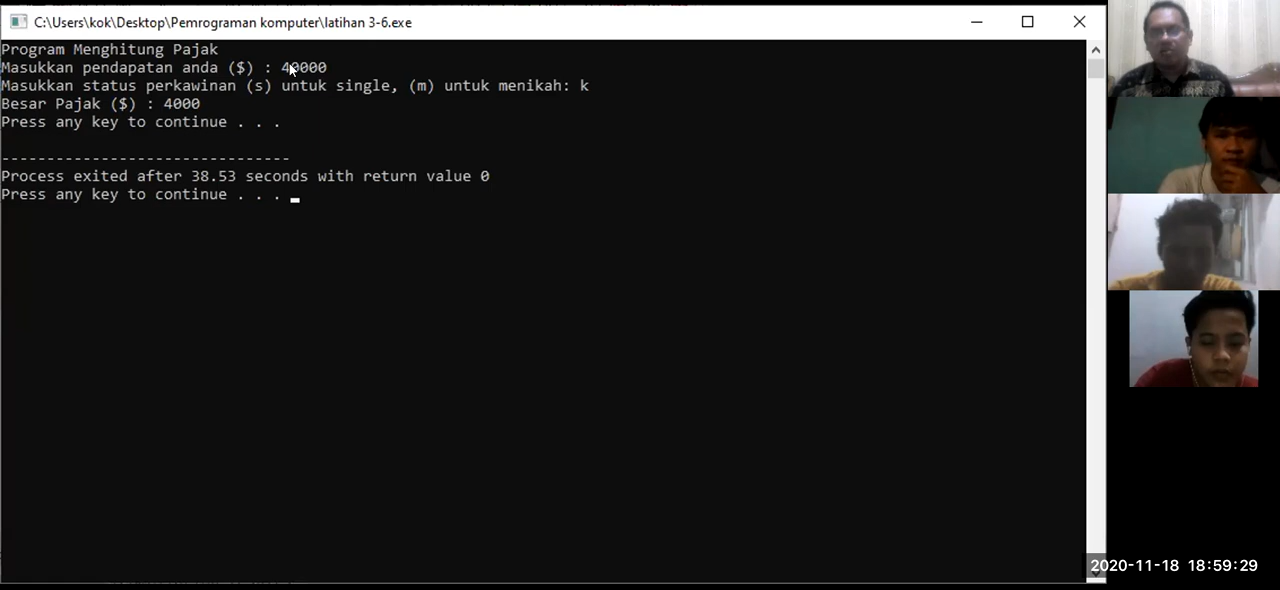 C:\Users\kok\Desktop\Pemrograman komputer\latihan 3-6.exe
Program Menghitung Pajak
Masukkan pendapatan anda ($) : 40000
Masukkan status perkawinan (s) untuk single, (m) untuk menikah: k
Besar Pajak ($) : 4000
Press any key to continue . . .
--------------------------------
Process exited after 38.53 seconds with return value 0
Press any key to continue . . .
2020-11-18 18:59:29